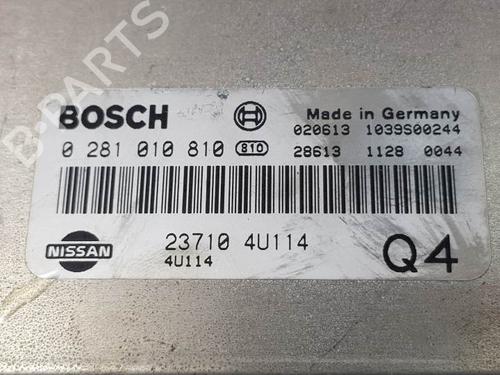 B-PARTS
BOSCH
Made in Germany
020613 1039S00244
0 281 010 810 810
28613 1128 0044
NISSAN
23710 4U114
4U114
Q4